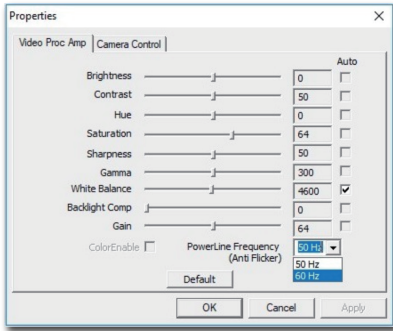 Properties
Video Proc Amp Camera Control
Auto
Brightness 0
Contrast 50
Hue 0
Saturation 64
Sharpness 50
Gamma 300
White Balance 4600
Backlight Comp 0
Gain 64
ColorEnable PowerLine Frequency 50 Hz
(Anti Flicker) 50 Hz
60 Hz
Default
OK Cancel Apply